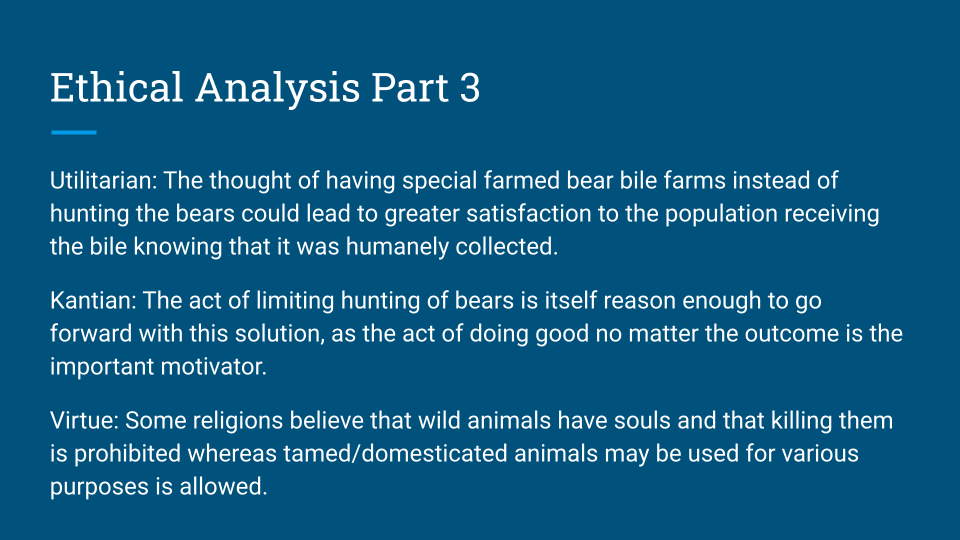 Ethical Analysis Part 3
Utilitarian: The thought of having special farmed bear bile farms instead of
hunting the bears could lead to greater satisfaction to the population receiving
the bile knowing that it was humanely collected.
Kantian: The act of limiting hunting of bears is itself reason enough to go
forward with this solution, as the act of doing good no matter the outcome is the
important motivator.
Virtue: Some religions believe that wild animals have souls and that killing them
is prohibited whereas tamed/domesticated animals may be used for various
purposes is allowed.